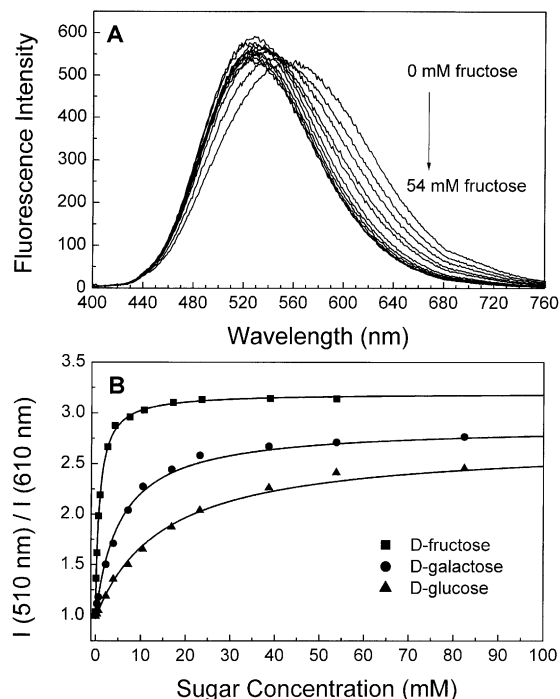 A
Fluorescence Intensity
600
500
400
300
200
100
0
0 mM fructose
54 mM fructose
400 440 480 520 560 600 640 680 720 760
Wavelength (nm)
B
I (510 nm) / I (610 nm)
3.5
3.0
2.5
2.0
1.5
1.0
D-fructose
D-galactose
D-glucose
0 10 20 30 40 50 60 70 80 90 100
Sugar Concentration (mM)